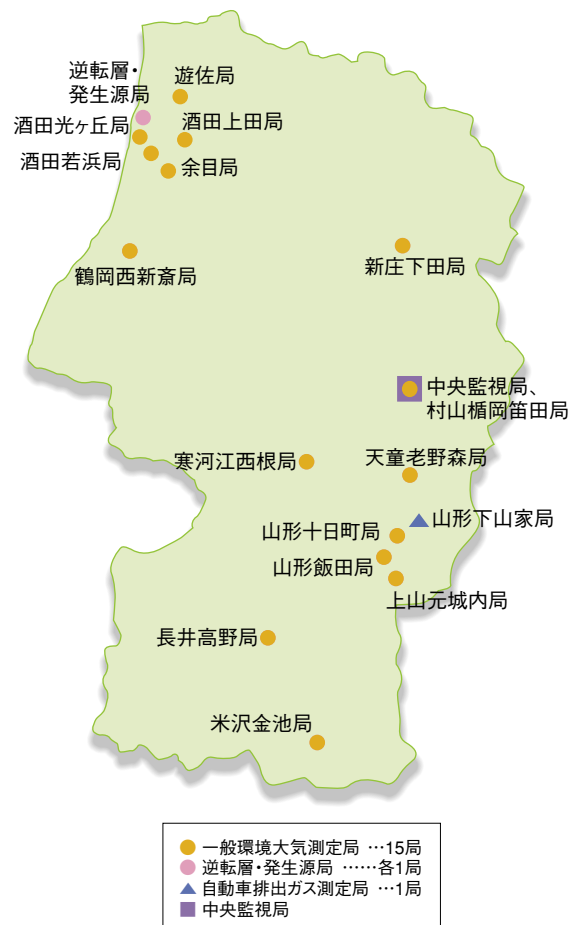 逆転層・
発生源局
遊佐局
酒田光ヶ丘局
酒田上田局
酒田若浜局
余目局
鶴岡西新斎局
新庄下田局
中央監視局、
村山楯岡笛田局
寒河江西根局
天童老野森局
山形下山家局
山形十日町局
山形飯田局
上山元城内局
長井高野局
米沢金池局
一般環境大気測定局 …15局
逆転層・発生源局 ……各1局
自動車排出ガス測定局 …1局
中央監視局